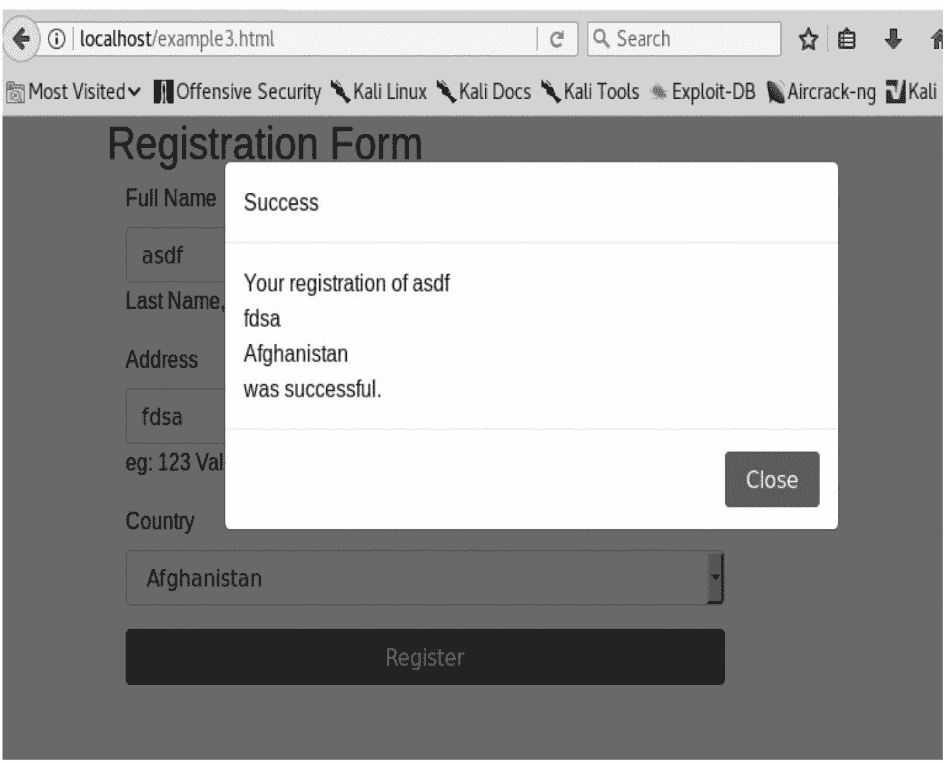 localhost/example3.html
Search
Most Visited Offensive Security Kali Linux Kali Docs Kali Tools Exploit-DB Aircrack-ng Kali
Registration Form
Full Name
asdf
Last Name,
Address
fdsa
eg: 123 Val
Country
Afghanistan
Register
Success
Your registration of asdf
fdsa
Afghanistan
was successful.
Close